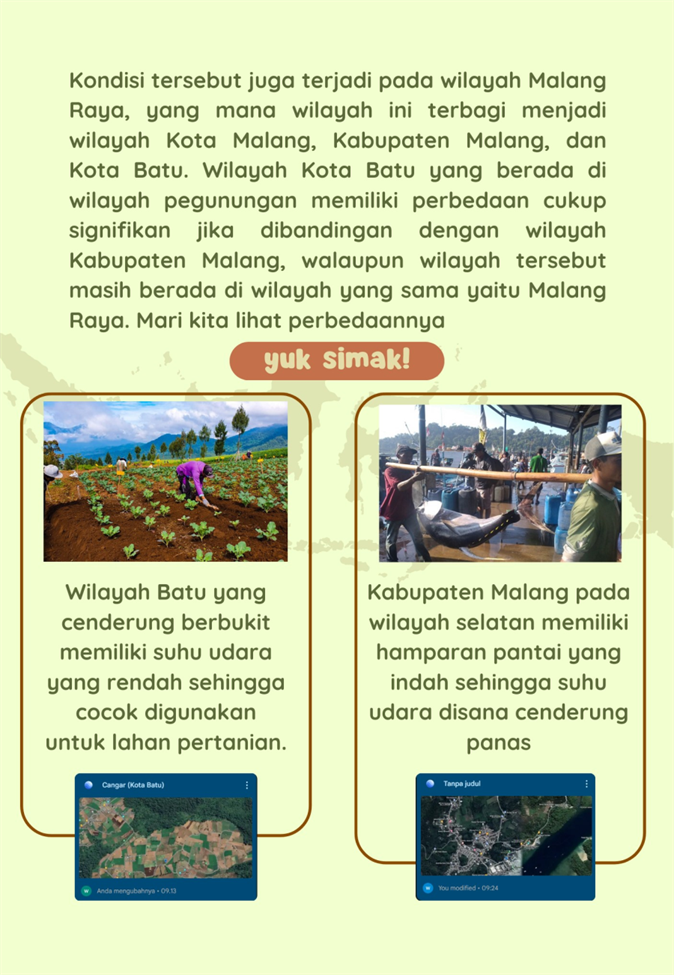 Kondisi tersebut juga terjadi pada wilayah Malang
Raya, yang mana wilayah ini terbagi menjadi
wilayah Kota Malang, Kabupaten Malang, dan
Kota Batu. Wilayah Kota Batu yang berada di
wilayah pegunungan memiliki perbedaan cukup
signifikan jika dibandingan dengan wilayah
Kabupaten Malang, walaupun wilayah tersebut
masih berada di wilayah yang sama yaitu Malang
Raya. Mari kita lihat perbedaannya
yuk simak!
Wilayah Batu yang
cenderung berbukit
memiliki suhu udara
yang rendah sehingga
cocok digunakan
untuk lahan pertanian.
Cangar (Kota Batu)
W Anda mengubahnya • 09.13
Kabupaten Malang pada
wilayah selatan memiliki
hamparan pantai yang
indah sehingga suhu
udara disana cenderung
panas
Tanpa judul
W You modified • 09:24